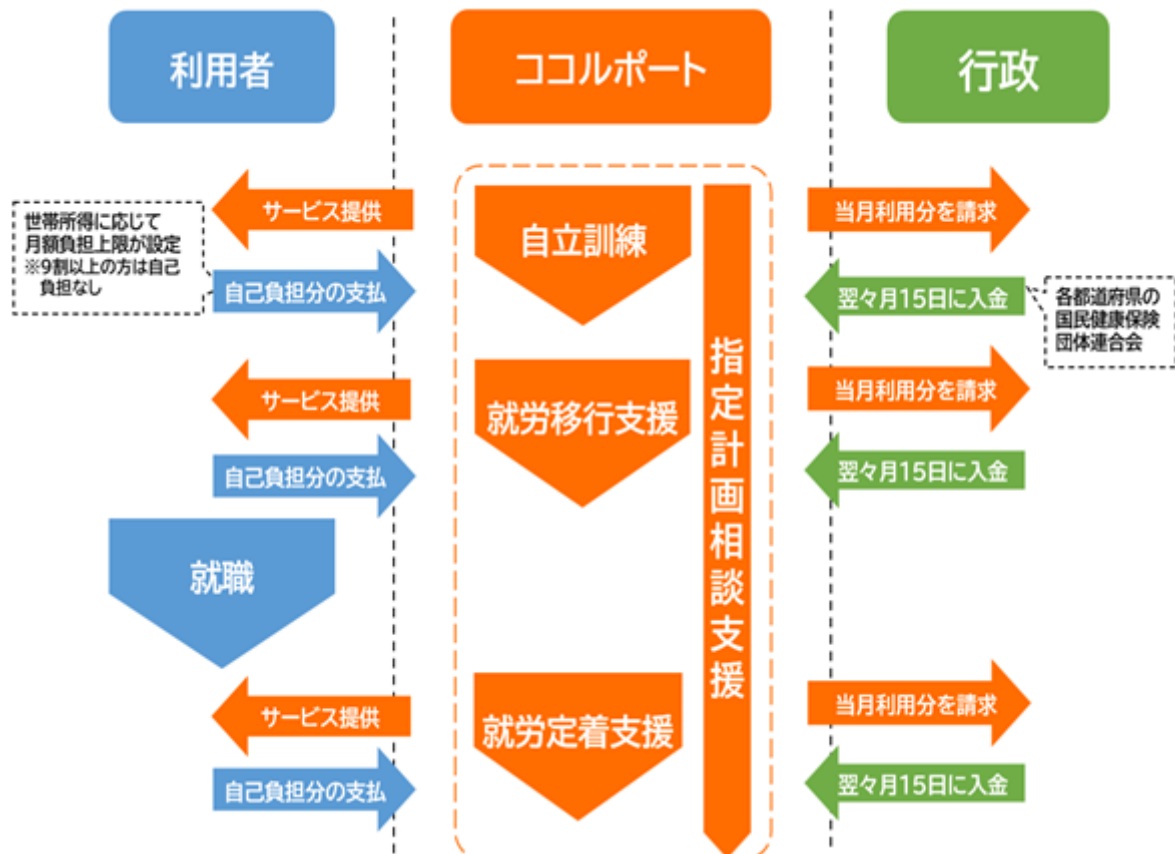 利用者
ココルポート
行政
サービス提供
自立訓練
当月利用分を請求
世帯所得に応じて
月額負担上限が設定
※9割以上の方は自己
負担なし
自己負担分の支払
翌々月15日に入金
各都道府県の
国民健康保険
団体連合会
指定計画相談支援
サービス提供
就労移行支援
当月利用分を請求
自己負担分の支払
翌々月15日に入金
就職
サービス提供
就労定着支援
当月利用分を請求
自己負担分の支払
翌々月15日に入金